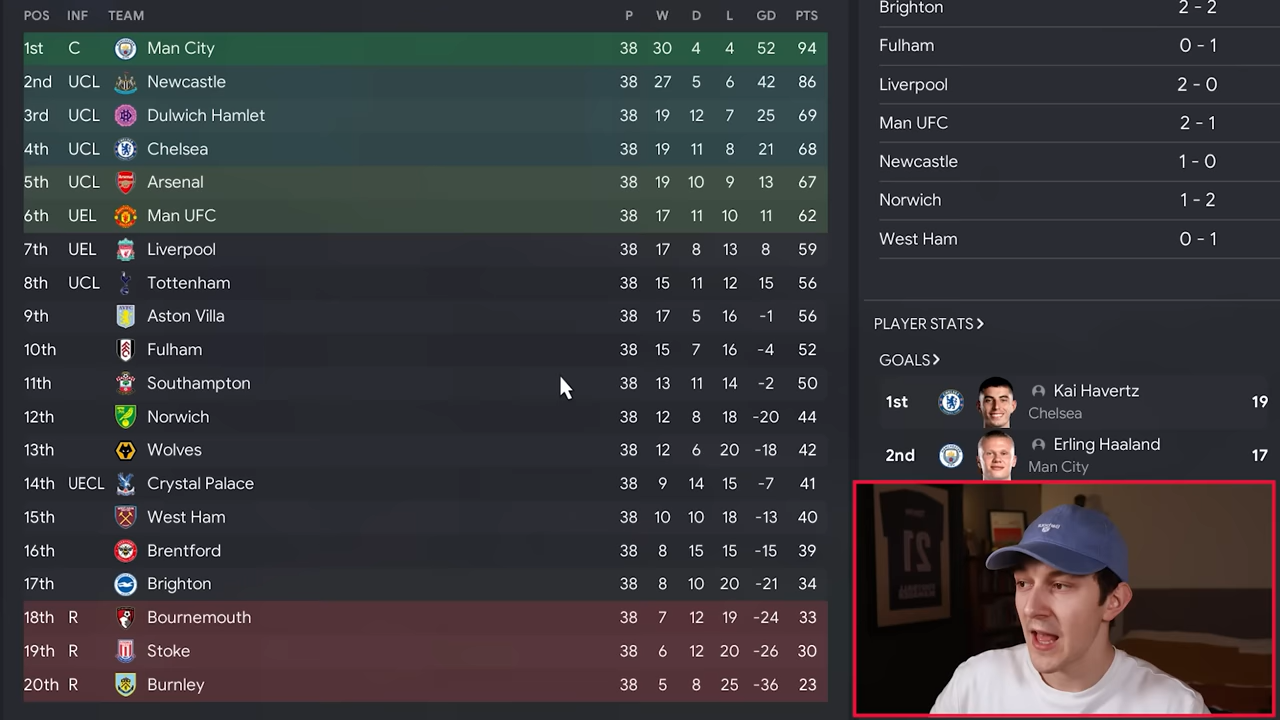 POS INF TEAM P W D L GD PTS
1st C Man City 38 30 4 4 52 94
2nd UCL Newcastle 38 27 5 6 42 86
3rd UCL Dulwich Hamlet 38 19 12 7 25 69
4th UCL Chelsea 38 19 11 8 21 68
5th UCL Arsenal 38 19 10 9 13 67
6th UEL Man UFC 38 17 11 10 11 62
7th UEL Liverpool 38 17 8 13 8 59
8th UCL Tottenham 38 15 11 12 15 56
9th Aston Villa 38 17 5 16 -1 56
10th Fulham 38 15 7 16 -4 52
11th Southampton 38 13 11 14 -2 50
12th Norwich 38 12 8 18 -20 44
13th Wolves 38 12 6 20 -18 42
14th UECL Crystal Palace 38 9 14 15 -7 41
15th West Ham 38 10 10 18 -13 40
16th Brentford 38 8 15 15 -15 39
17th Brighton 38 8 10 20 -21 34
18th R Bournemouth 38 7 12 19 -24 33
19th R Stoke 38 6 12 20 -26 30
20th R Burnley 38 5 8 25 -36 23
Brighton 2 - 2
Fulham 0 - 1
Liverpool 2 - 0
Man UFC 2 - 1
Newcastle 1 - 0
Norwich 1 - 2
West Ham 0 - 1
PLAYER STATS >
GOALS >
1st Kai Havertz 19
Chelsea
2nd Erling Haaland 17
Man City
21